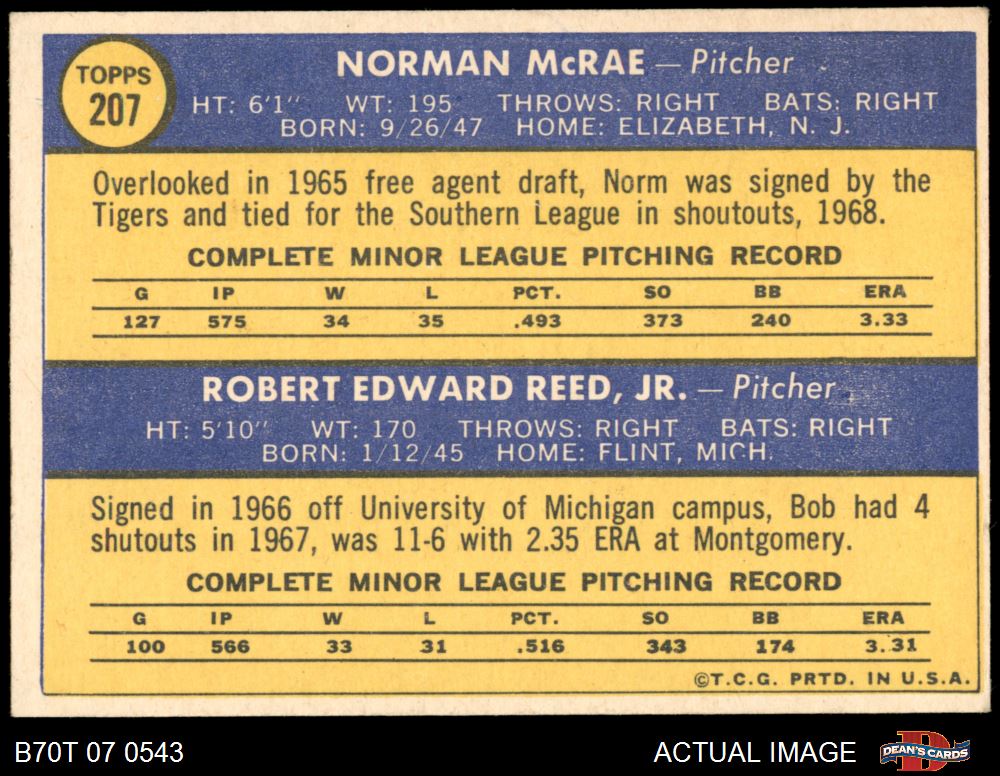 TOPPS
207
NORMAN McRAE — Pitcher
HT: 6'1" WT: 195 THROWS: RIGHT BATS: RIGHT
BORN: 9/26/47 HOME: ELIZABETH, N. J.
Overlooked in 1965 free agent draft, Norm was signed by the
Tigers and tied for the Southern League in shoutouts, 1968.
COMPLETE MINOR LEAGUE PITCHING RECORD
G IP W L PCT. SO BB ERA
127 575 34 35 .493 373 240 3.33
ROBERT EDWARD REED, JR. — Pitcher
HT: 5'10" WT: 170 THROWS: RIGHT BATS: RIGHT
BORN: 1/12/45 HOME: FLINT, MICH.
Signed in 1966 off University of Michigan campus, Bob had 4
shutouts in 1967, was 11-6 with 2.35 ERA at Montgomery.
COMPLETE MINOR LEAGUE PITCHING RECORD
G IP W L PCT. SO BB ERA
100 566 33 31 .516 343 174 3.31
©T.C.G. PRTD. IN U.S.A.
B70T 07 0543 ACTUAL IMAGE DEAN'S CARDS